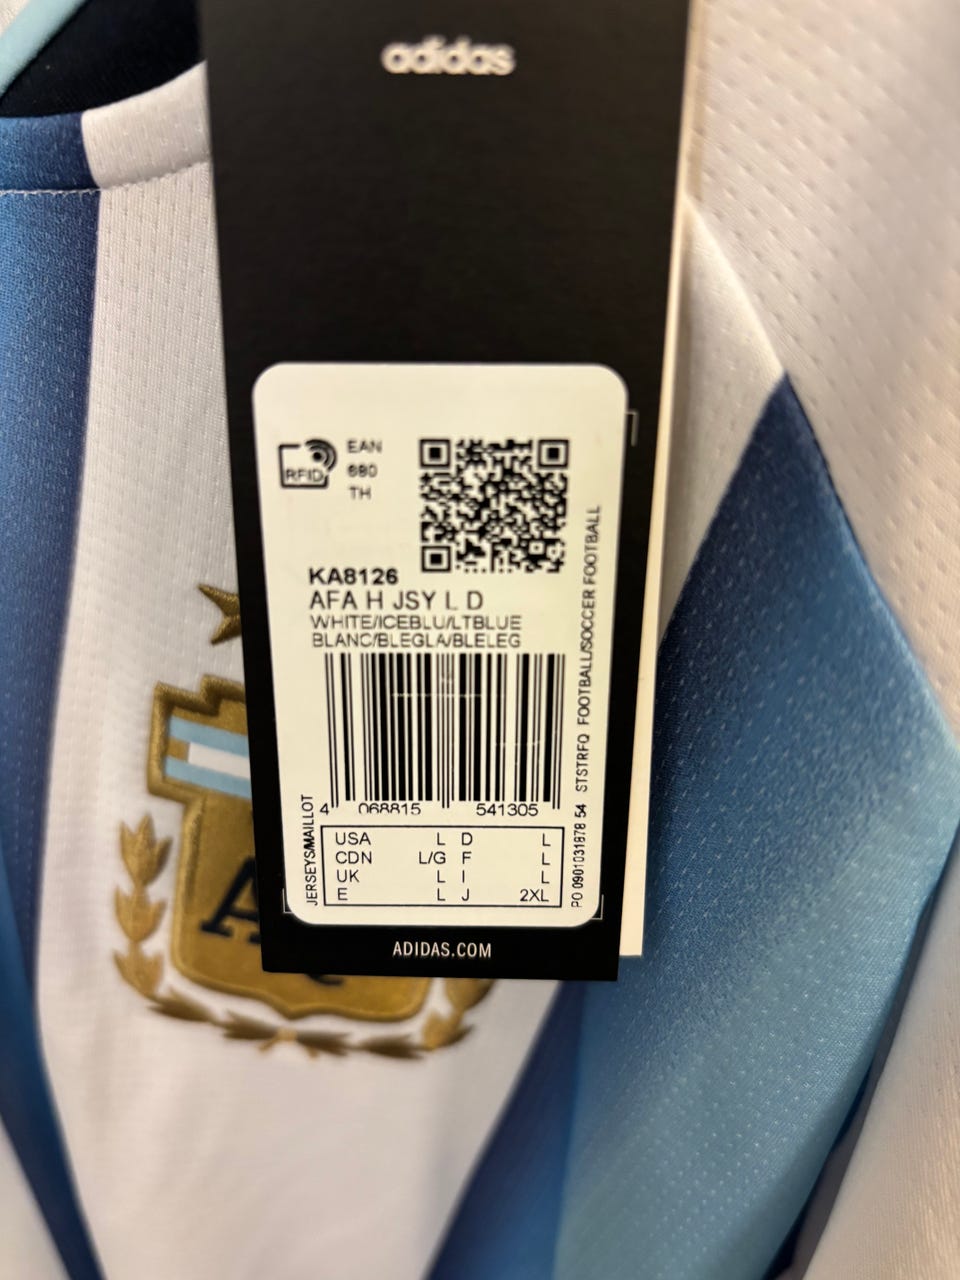 adidas
RFID
EAN
680
TH
KA8126
AFA H JSY L D
WHITE/ICEBLU/LTBLUE
BLANC/BLEGLA/BLELEG
4 068815 541305
USA L D L
CDN L/G F L
UK L I L
E L J 2XL
JERSEYS/MAILLOT
PO 0901031878 54 STSTRFQ FOOTBALL/SOCCER FOOTBALL
ADIDAS.COM
A